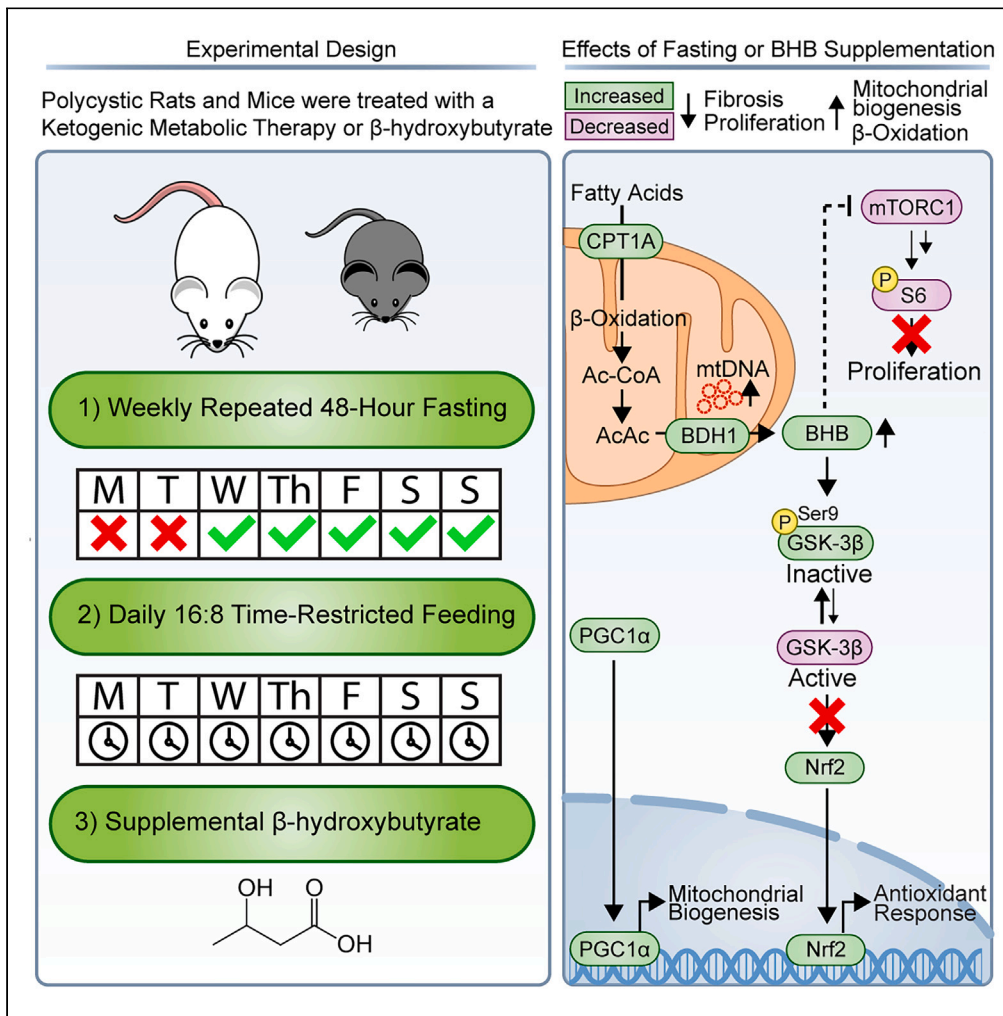 Experimental Design
Polycystic Rats and Mice were treated with a
Ketogenic Metabolic Therapy or β-hydroxybutyrate
1) Weekly Repeated 48-Hour Fasting
M T W Th F S S
2) Daily 16:8 Time-Restricted Feeding
M T W Th F S S
3) Supplemental β-hydroxybutyrate
OH O
OH
Effects of Fasting or BHB Supplementation
Increased
Decreased
Fibrosis
Proliferation
Mitochondrial
biogenesis
β-Oxidation
Fatty Acids
CPT1A
β-Oxidation
Ac-CoA
AcAc
BDH1
mtDNA
BHB
mTORC1
P
S6
Proliferation
P
Ser9
GSK-3β
Inactive
GSK-3β
Active
Nrf2
PGC1α
Mitochondrial
Biogenesis
PGC1α
Antioxidant
Response
Nrf2